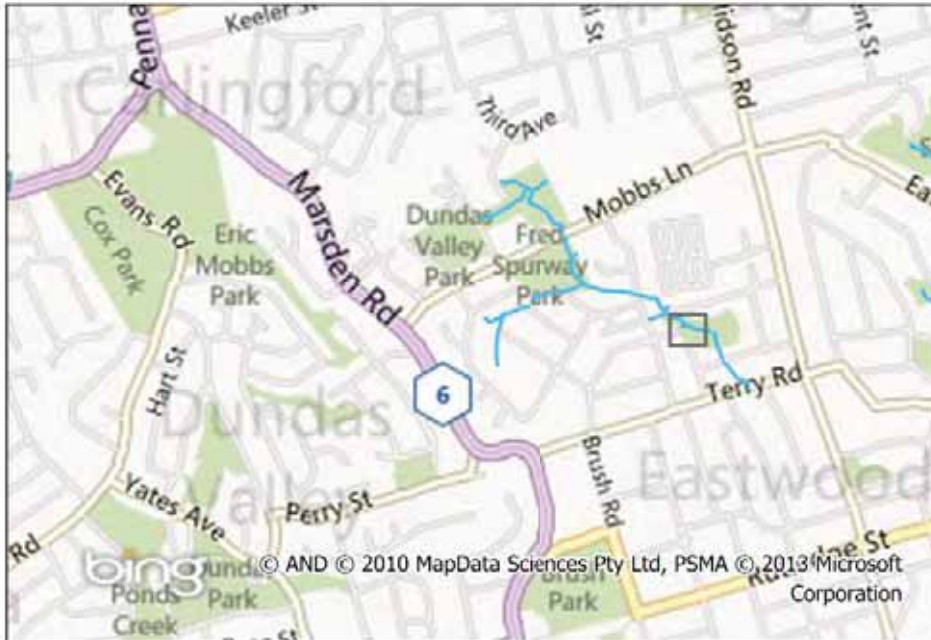 Keeler St
Carlingford
Third Ave
Marsden Rd
Mobbs Ln
Evans Rd
Cox Park
Eric
Mobbs
Park
Dundas
Valley
Park
Fred
Spurway
Park
Hart St
6
Terry Rd
Dundas
Valley
Brush Rd
Eastwood
Perry St
Yates Ave
Rd
bing
© AND © 2010 MapData Sciences Pty Ltd, PSMA © 2013 Microsoft
Corporation
Dundas
Park
Ponds
Creek
Brush
Park
St